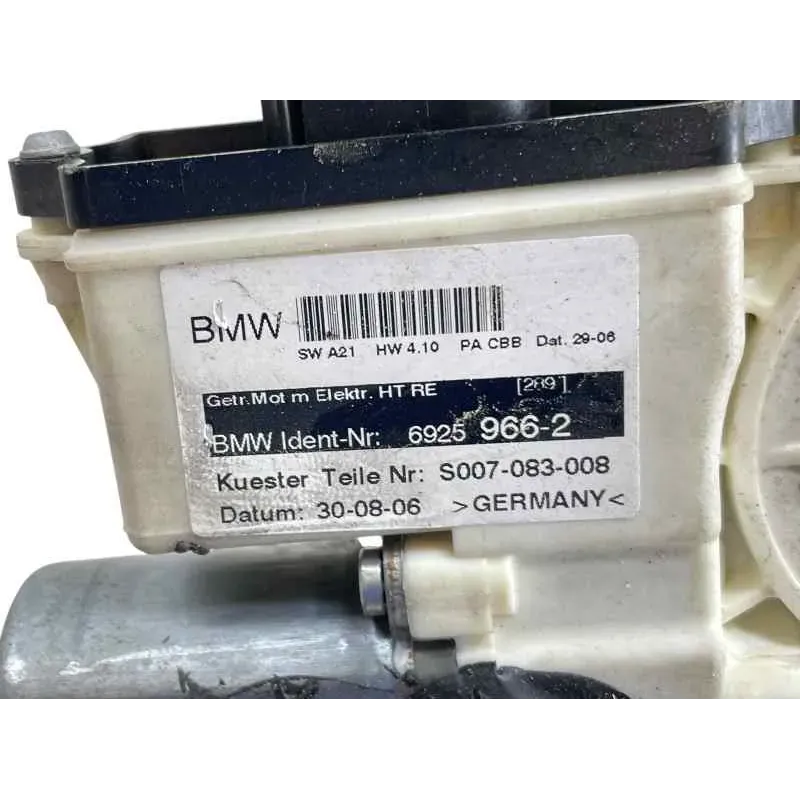 BMW
SW A21 HW 4.10 PA CBB Dat. 29-06
Getr.Mot m Elektr. HT RE [289]
BMW Ident-Nr: 6925 966-2
Kuester Teile Nr: S007-083-008
Datum: 30-08-06 >GERMANY<